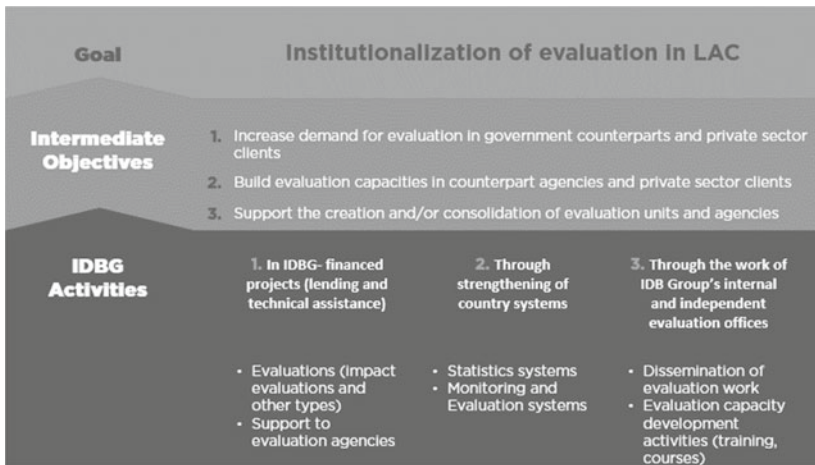 Goal
Institutionalization of evaluation in LAC
Intermediate
Objectives
1. Increase demand for evaluation in government counterparts and private sector
clients
2. Build evaluation capacities in counterpart agencies and private sector clients
3. Support the creation and/or consolidation of evaluation units and agencies
IDBG
Activities
1. In IDBG- financed
projects (lending and
technical assistance)
2. Through
strengthening of
country systems
3. Through the work of
IDB Group's internal
and independent
evaluation offices
• Evaluations (impact
evaluations and
other types)
• Support to
evaluation agencies
• Statistics systems
• Monitoring and
Evaluation systems
• Dissemination of
evaluation work
• Evaluation capacity
development
activities (training,
courses)